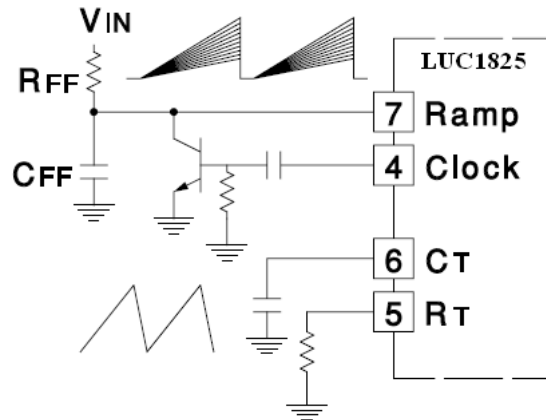 VIN
RFF
LUC1825
7 Ramp
CFF
4 Clock
6 CT
5 RT